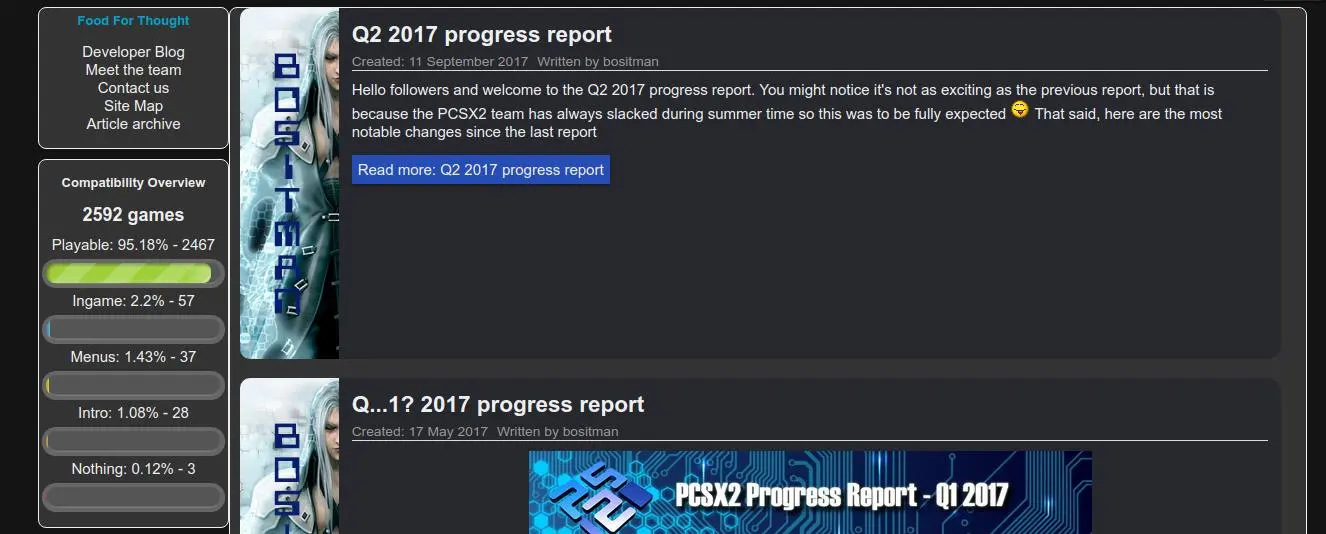 Food For Thought
Developer Blog
Meet the team
Contact us
Site Map
Article archive
Compatibility Overview
2592 games
Playable: 95.18% - 2467
Ingame: 2.2% - 57
Menus: 1.43% - 37
Intro: 1.08% - 28
Nothing: 0.12% - 3
BOSITMAN
Q2 2017 progress report
Created: 11 September 2017 Written by bositman
Hello followers and welcome to the Q2 2017 progress report. You might notice it's not as exciting as the previous report, but that is
because the PCSX2 team has always slacked during summer time so this was to be fully expected 😛 That said, here are the most
notable changes since the last report
Read more: Q2 2017 progress report
BOSI
Q...1? 2017 progress report
Created: 17 May 2017 Written by bositman
PCSX2 Progress Report - Q1 2017